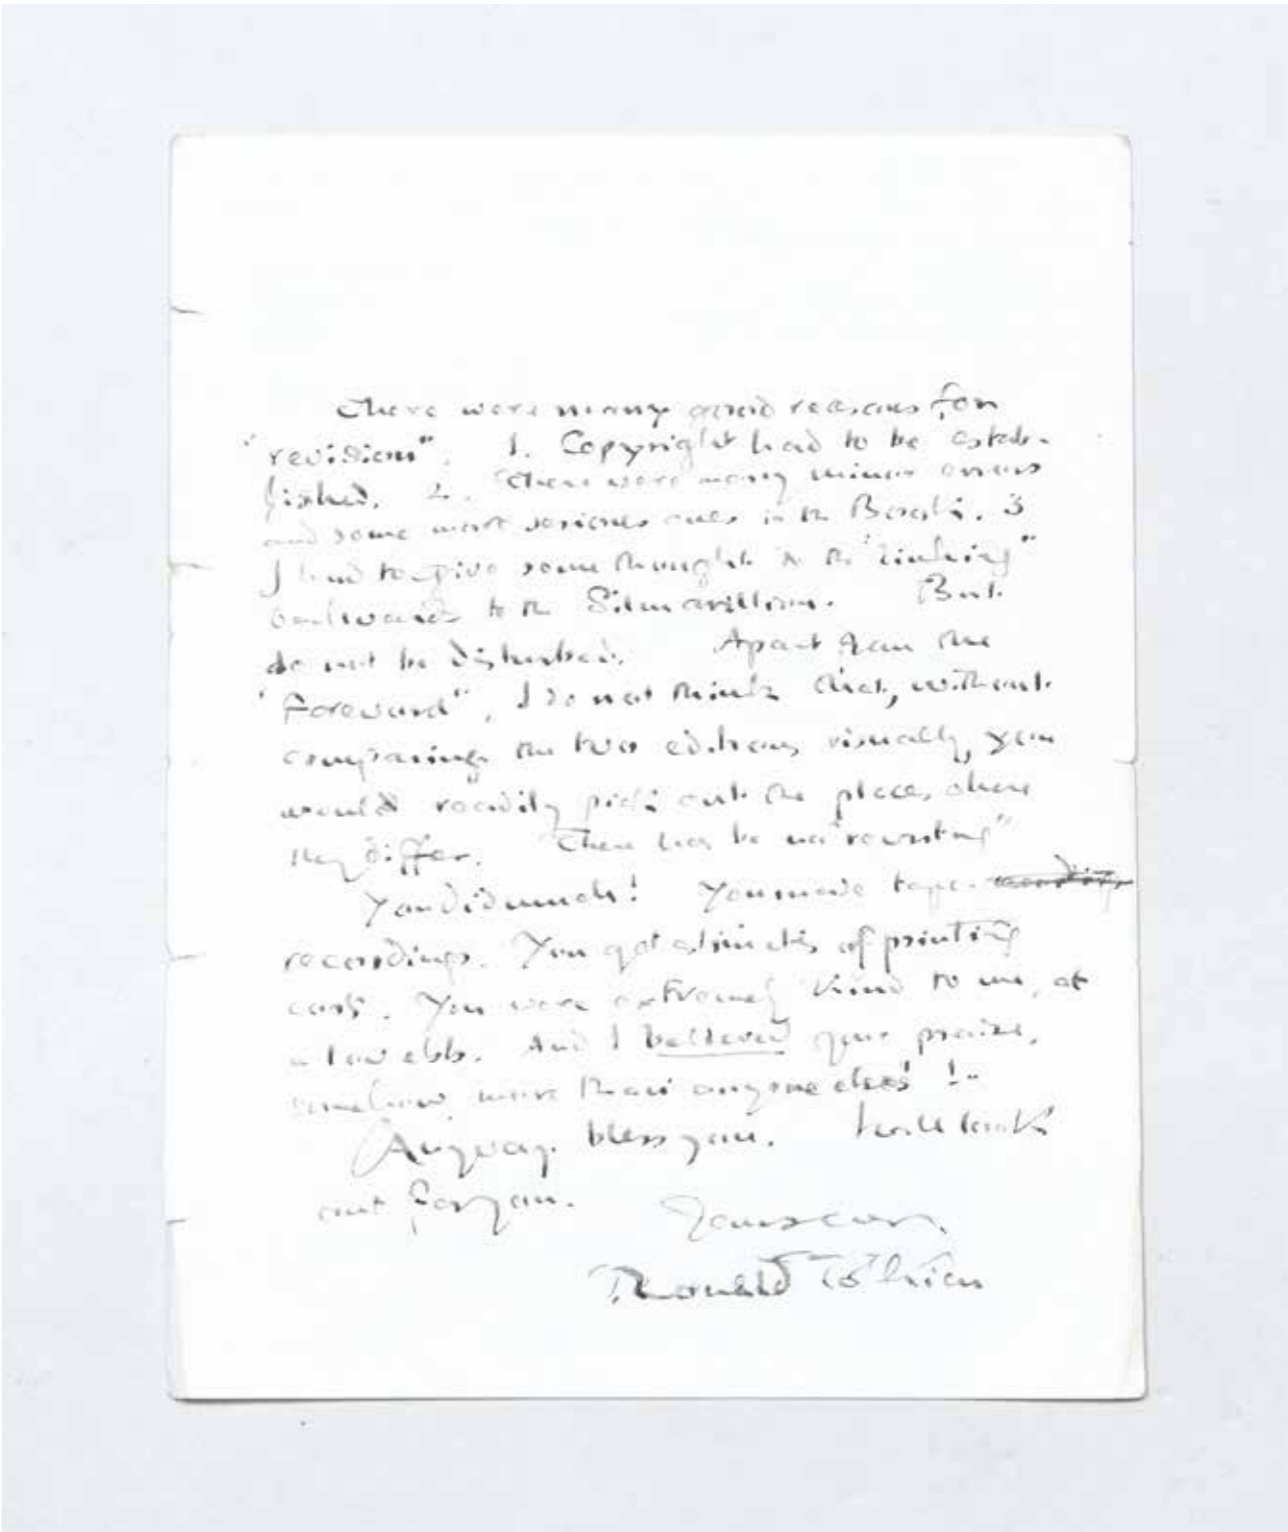 There were many good reasons for
"revision". 1. Copyright had to be estab-
lished. 2. There were many minor errors
and some more serious ones in the Book. 3
I had to give some thought to the "linking"
backwards to the Silmarillion. But
do not be disturbed. Apart from the
"Foreword", I do not think that, without
comparing the two editions visually, you
would readily pick out the places where
they differ. There has be no "rewriting"
You did much! You made tape-
recordings. You got estimates of printing
costs. You were extremely kind to me, at
a low ebb. And I believed your praise,
somehow, more than anyone else's! 
Anyway, bless you. I will look
out for you.
Yours ever.
Ronald Tolkien